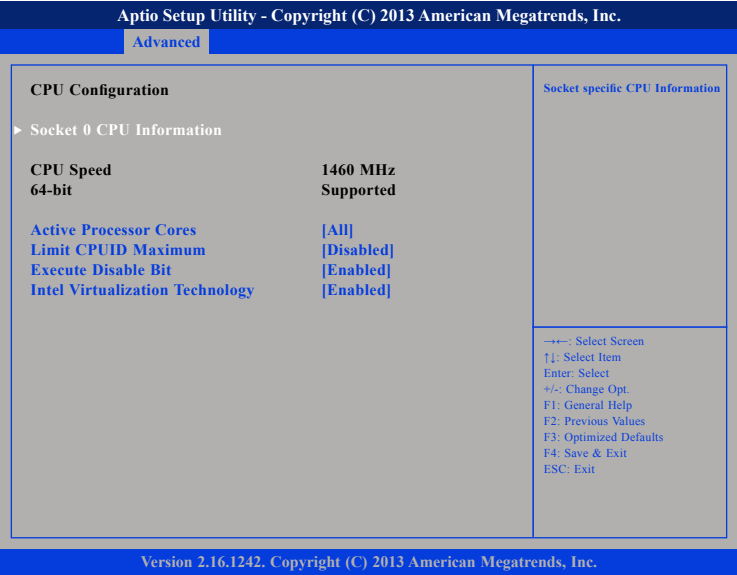 Aptio Setup Utility - Copyright (C) 2013 American Megatrends, Inc.
Advanced
CPU Configuration
▶ Socket 0 CPU Information
CPU Speed 1460 MHz
64-bit Supported
Active Processor Cores [All]
Limit CPUID Maximum [Disabled]
Execute Disable Bit [Enabled]
Intel Virtualization Technology [Enabled]
Socket specific CPU Information
→←: Select Screen
↑↓: Select Item
Enter: Select
+/-: Change Opt.
F1: General Help
F2: Previous Values
F3: Optimized Defaults
F4: Save & Exit
ESC: Exit
Version 2.16.1242. Copyright (C) 2013 American Megatrends, Inc.